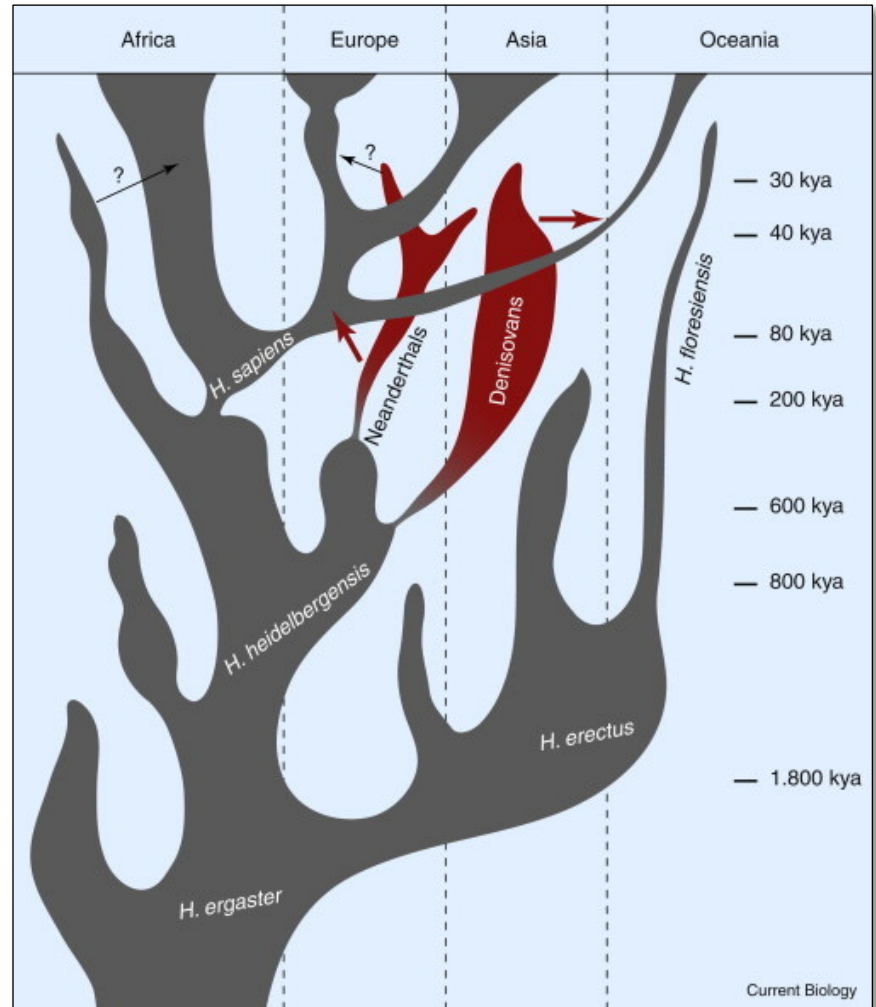 Africa
Europe
Asia
Oceania
?
?
30 kya
40 kya
H. floresiensis
80 kya
H. sapiens
Neanderthals
Denisovans
200 kya
600 kya
800 kya
H. heidelbergensis
H. erectus
1.800 kya
H. ergaster
Current Biology